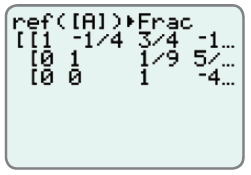 ref([A])►Frac
[[1 -1/4 3/4 -1…
[0 1 1/9 5/…
[0 0 1 -4…